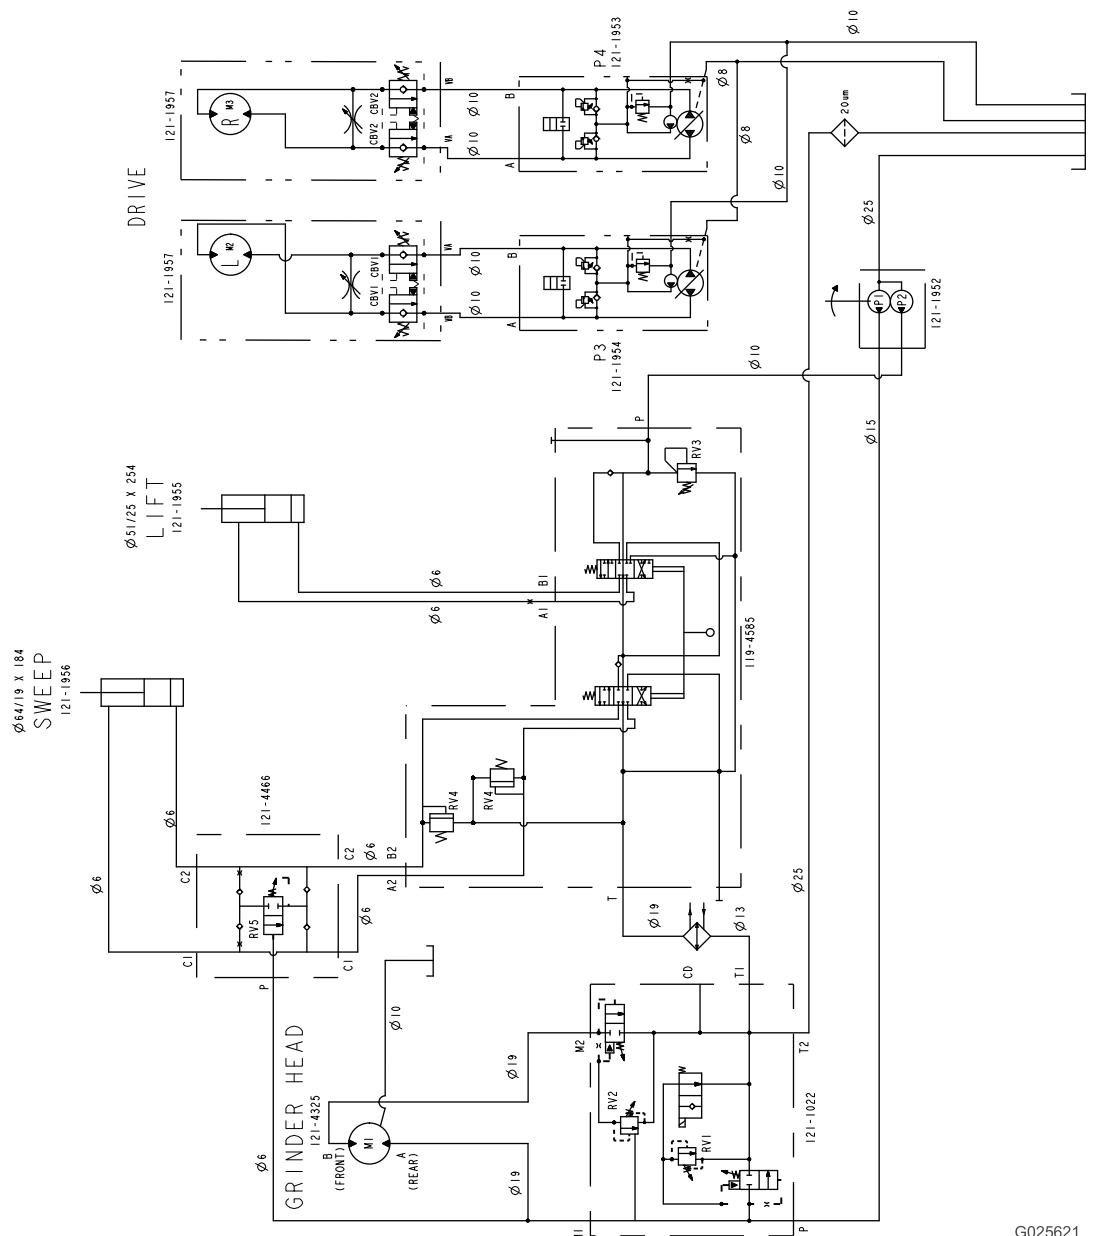 Ø10
P4
121-1953
121-1957
M3
R
CBV2
CBV2
VB
VA
Ø10
Ø10
B
A
Ø8
Ø8
20um
DRIVE
Ø10
Ø25
121-1957
M2
L
CBV1
CBV1
VA
VB
Ø10
Ø10
B
A
P3
121-1954
P1
P2
121-1952
Ø10
Ø15
P
RV3
Ø51/25 X 254
LIFT
121-1955
Ø6
Ø6
B1
A1
119-4585
Ø64/19 X 184
SWEEP
121-1956
RV4
RV4
121-4466
Ø6
Ø6
C2
C2
Ø6
B2
A2
Ø6
RV5
C1
C1
P
T
Ø19
Ø13
Ø25
CD
T1
Ø10
GRINDER HEAD
121-4325
M1
B
(FRONT)
A
(REAR)
Ø6
Ø19
Ø19
M2
RV2
RV1
T2
121-1022
P
G025621